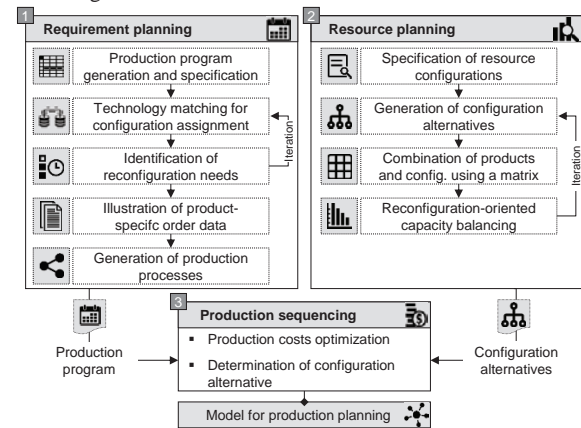 1
Requirement planning
Production program
generation and specification
Technology matching for
configuration assignment
Identification of
reconfiguration needs
Iteration
Illustration of product-
specifc order data
Generation of production
processes
2
Resource planning
Specification of resource
configurations
Generation of configuration
alternatives
Combination of products
and config. using a matrix
Reconfiguration-oriented
capacity balancing
Iteration
Production
program
3
Production sequencing
▪ Production costs optimization
▪ Determination of configuration
alternative
Configuration
alternatives
Model for production planning